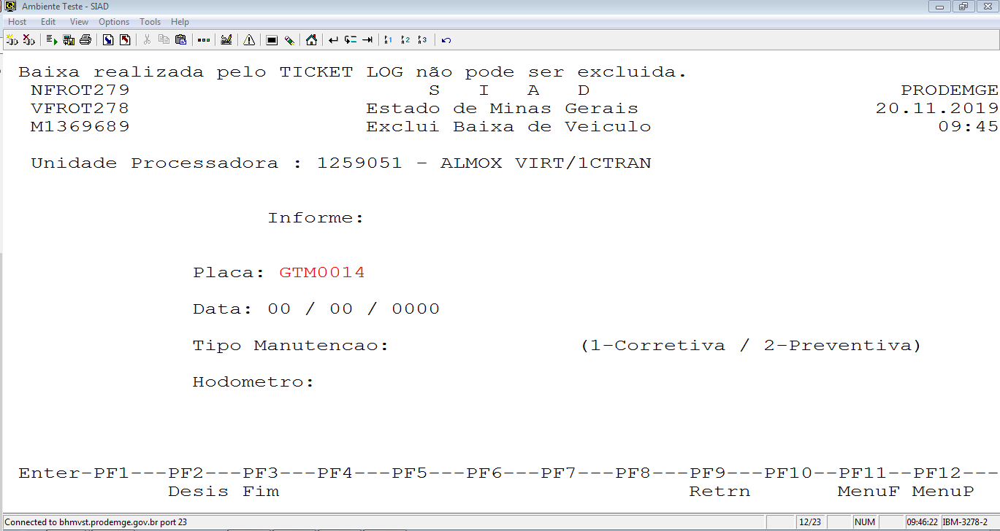 Ambiente Teste - SIAD
Host Edit View Options Tools Help
Baixa realizada pelo TICKET LOG não pode ser excluida.
NFROT279 S I A D PRODEMGE
VFROT278 Estado de Minas Gerais 20.11.2019
M1369689 Exclui Baixa de Veiculo 09:45
Unidade Processadora : 1259051 - ALMOX VIRT/1CTRAN
Informe:
Placa: GTM0014
Data: 00 / 00 / 0000
Tipo Manutencao: (1-Corretiva / 2-Preventiva)
Hodometro:
Enter-PF1---PF2---PF3---PF4---PF5---PF6---PF7---PF8---PF9---PF10--PF11--PF12---
Desis Fim Retrn MenuF MenuP
Connected to bhmvst.prodemge.gov.br port 23 12/23 NUM 09:46:22 IBM-3278-2